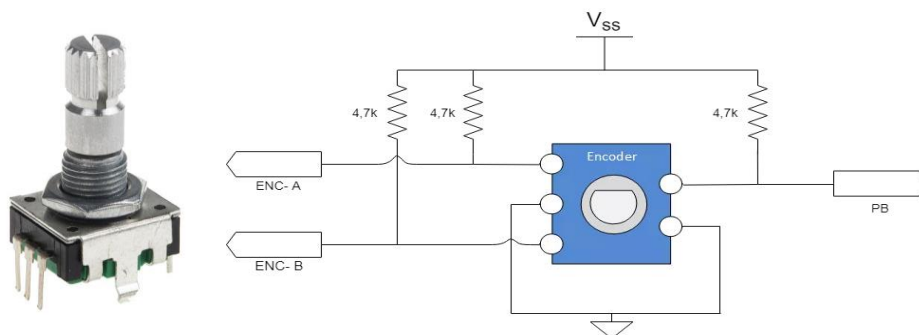 Vss
4,7k
4,7k
4,7k
Encoder
ENC- A
PB
ENC- B